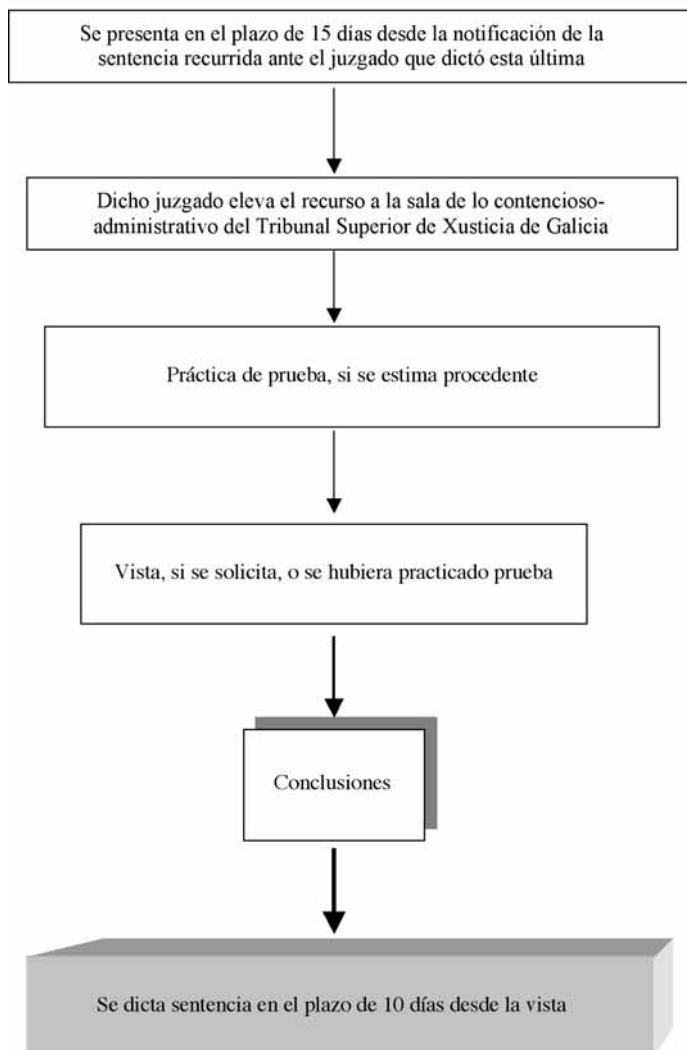 Se presenta en el plazo de 15 días desde la notificación de la
sentencia recurrida ante el juzgado que dictó esta última
Dicho juzgado eleva el recurso a la sala de lo contencioso-
administrativo del Tribunal Superior de Xusticia de Galicia
Práctica de prueba, si se estima procedente
Vista, si se solicita, o se hubiera practicado prueba
Conclusiones
Se dicta sentencia en el plazo de 10 días desde la vista